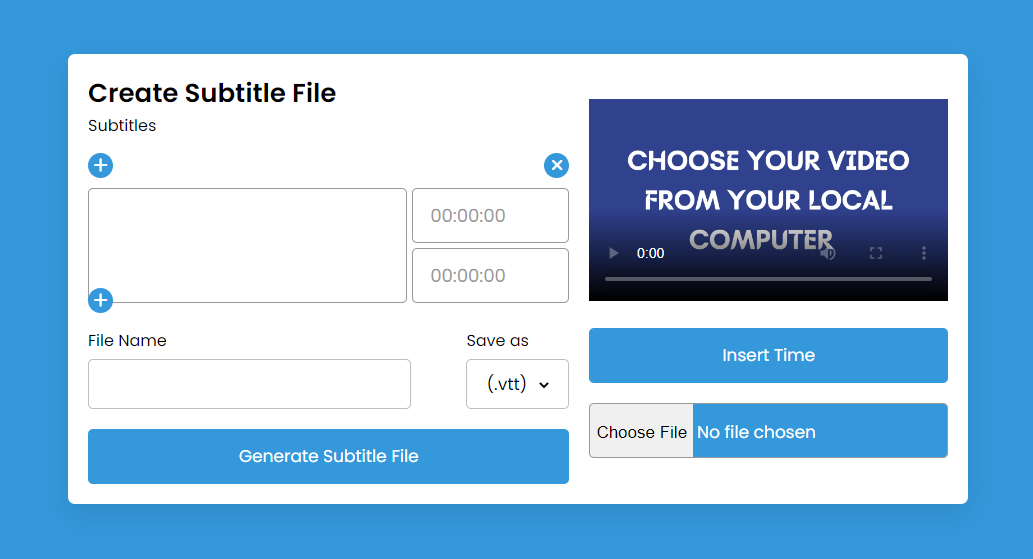 Create Subtitle File
Subtitles
00:00:00
00:00:00
File Name
Save as
(.vtt)
Generate Subtitle File
CHOOSE YOUR VIDEO
FROM YOUR LOCAL
COMPUTER
0:00
Insert Time
Choose File No file chosen